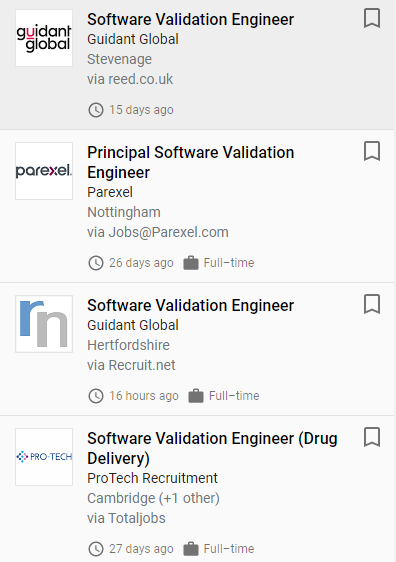 guidant
global
Software Validation Engineer
Guidant Global
Stevenage
via reed.co.uk
15 days ago
parexel.
Principal Software Validation
Engineer
Parexel
Nottingham
via Jobs@Parexel.com
26 days ago Full–time
rn
Software Validation Engineer
Guidant Global
Hertfordshire
via Recruit.net
16 hours ago Full–time
PRO-TECH
Software Validation Engineer (Drug
Delivery)
ProTech Recruitment
Cambridge (+1 other)
via Totaljobs
27 days ago Full–time